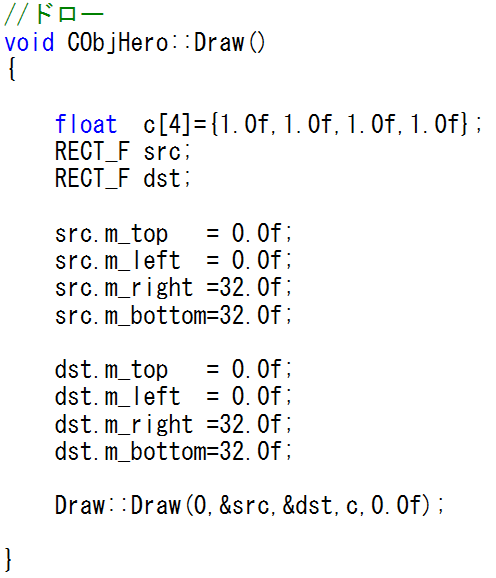 //ドロー
void CObjHero::Draw()
{
float  c[4]={1.0f,1.0f,1.0f,1.0f};
RECT_F src;
RECT_F dst;
src.m_top   = 0.0f;
src.m_left  = 0.0f;
src.m_right =32.0f;
src.m_bottom=32.0f;
dst.m_top   = 0.0f;
dst.m_left  = 0.0f;
dst.m_right =32.0f;
dst.m_bottom=32.0f;
Draw::Draw(0,&src,&dst,c,0.0f);
}